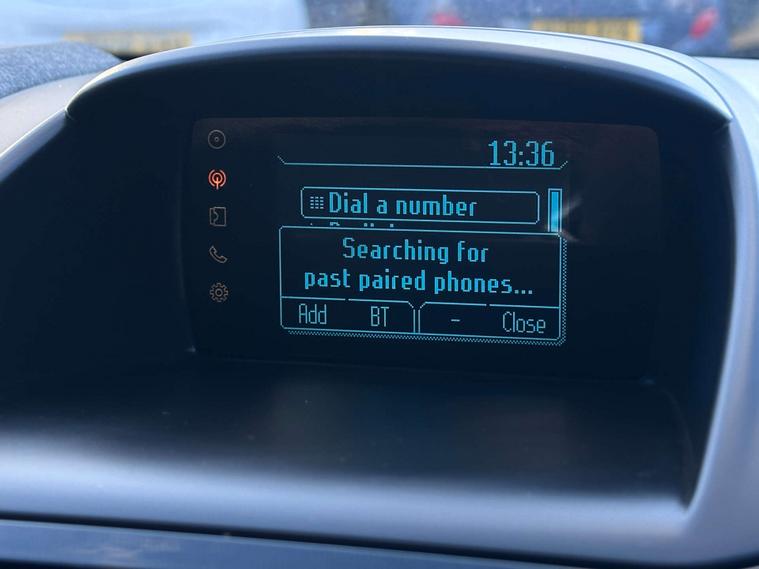 13:36
Dial a number
Searching for
past paired phones...
Add BT - Close